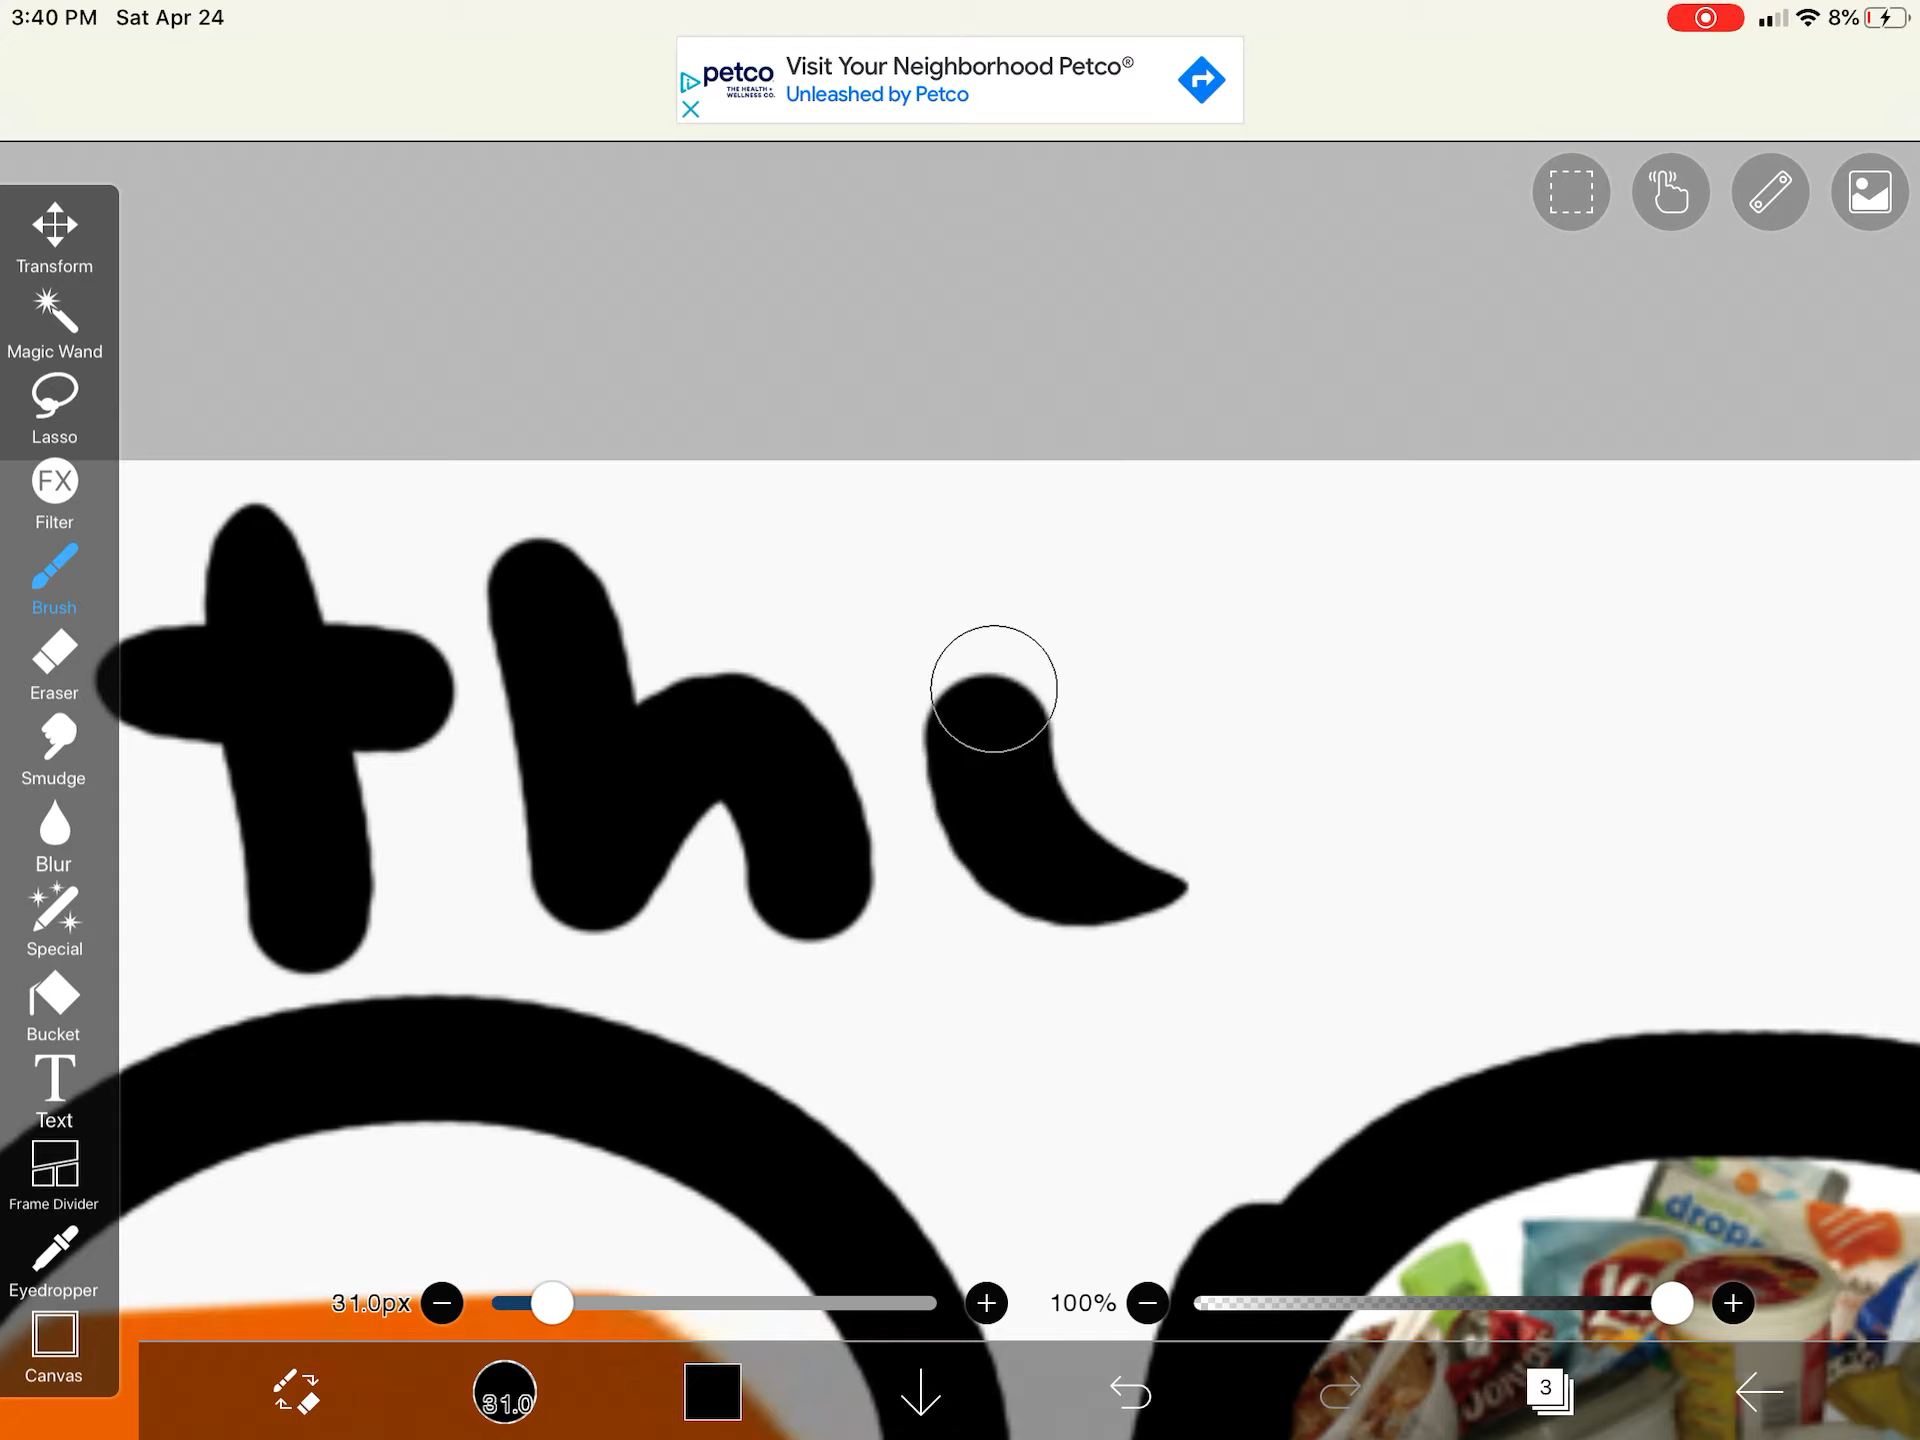 3:40 PM Sat Apr 24
8%
petco
THE HEALTH +
WELLNESS CO.
Visit Your Neighborhood Petco®
Unleashed by Petco
Transform
Magic Wand
Lasso
FX
Filter
Brush
Eraser
Smudge
Blur
Special
Bucket
T
Text
Frame Divider
Eyedropper
Canvas
th
drop
31.0px
100%
31.0
3